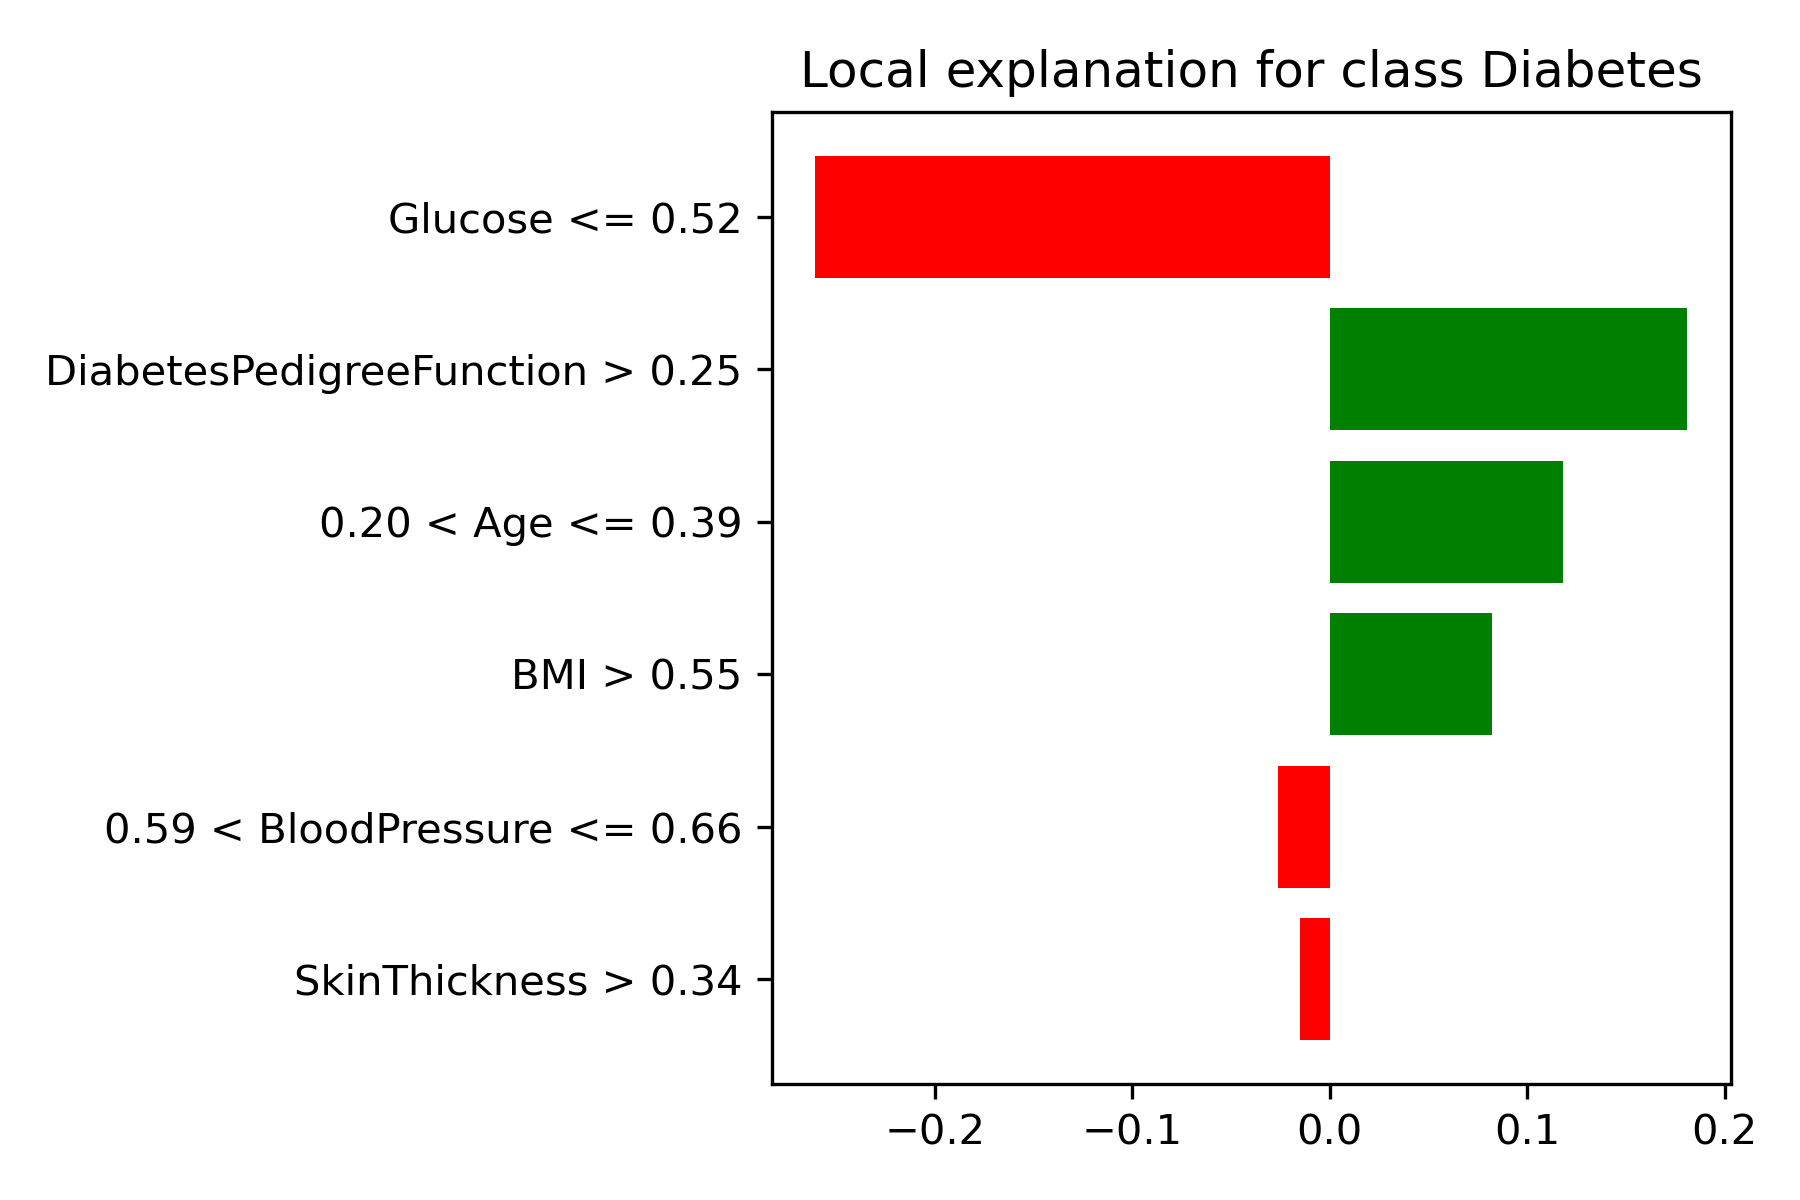 Local explanation for class Diabetes
Glucose <= 0.52
DiabetesPedigreeFunction > 0.25
0.20 < Age <= 0.39
BMI > 0.55
0.59 < BloodPressure <= 0.66
SkinThickness > 0.34
−0.2 −0.1 0.0 0.1 0.2